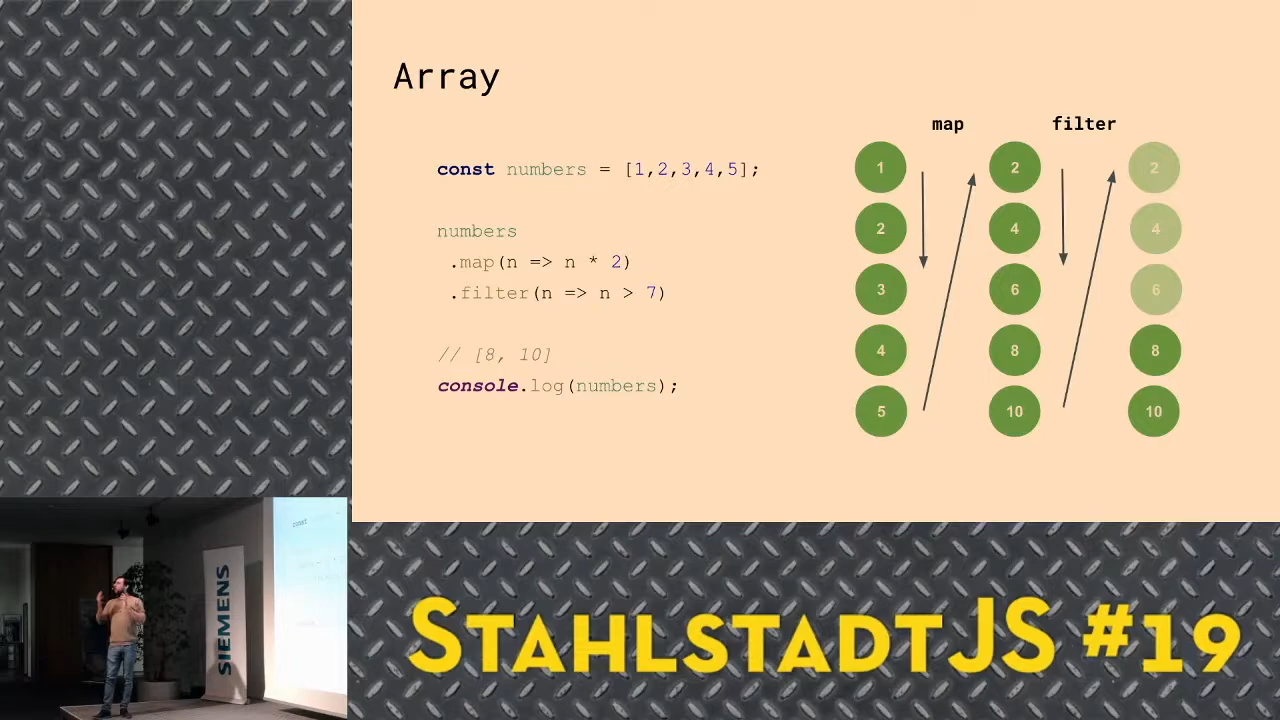 Array
const numbers = [1,2,3,4,5];
numbers
.map(n => n * 2)
.filter(n => n > 7)
// [8, 10]
console.log(numbers);
map filter
1 2 2
2 4 4
3 6 6
4 8 8
5 10 10
SIEMENS
const
STAHLSTADTJS #19